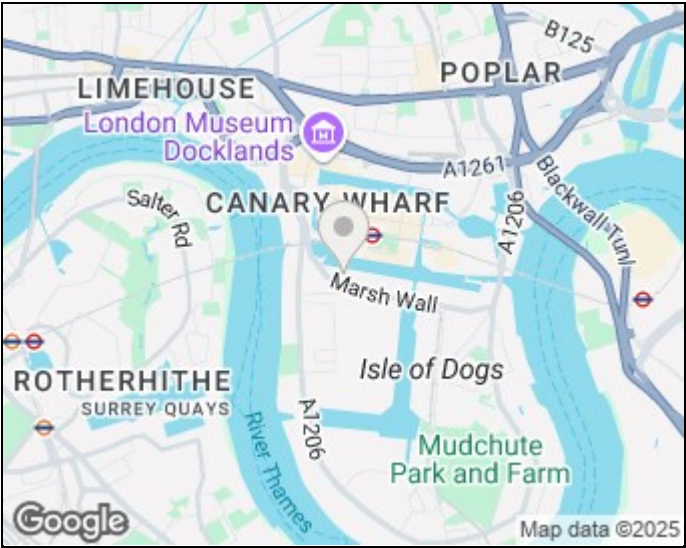 B125
POPLAR
LIMEHOUSE
London Museum
Docklands
A1261
Blackwall Tunl
Salter Rd
CANARY WHARF
A1206
Marsh Wall
Isle of Dogs
ROTHERHITHE
SURREY QUAYS
A1206
River Thames
Mudchute
Park and Farm
Google
Map data ©2025